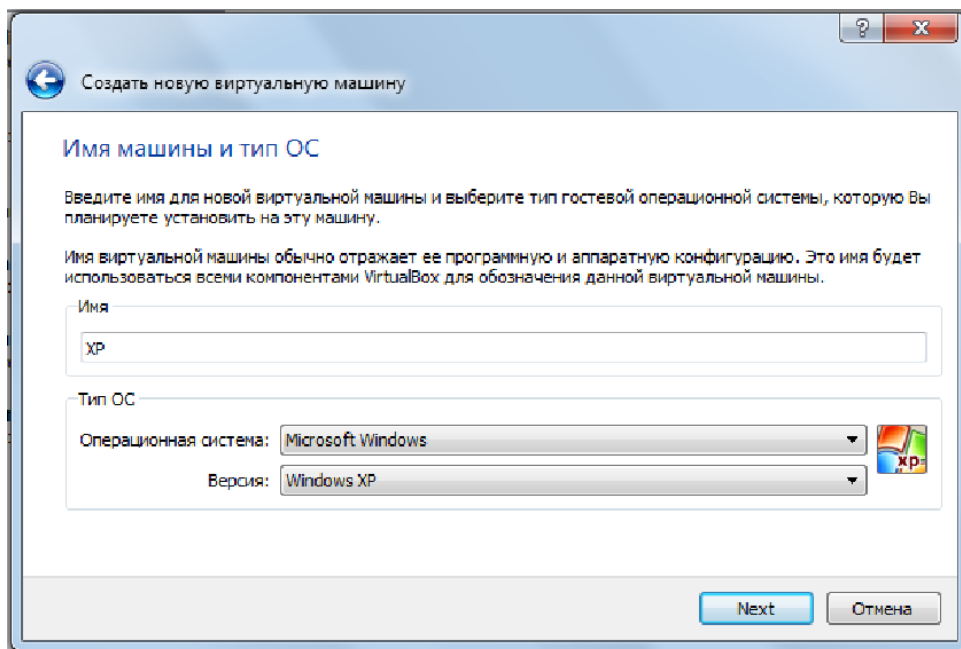 ?
Создать новую виртуальную машину
Имя машины и тип ОС
Введите имя для новой виртуальной машины и выберите тип гостевой операционной системы, которую Вы
планируете установить на эту машину.
Имя виртуальной машины обычно отражает ее программную и аппаратную конфигурацию. Это имя будет
использоваться всеми компонентами VirtualBox для обозначения данной виртуальной машины.
Имя
XP
Тип ОС
Операционная система: Microsoft Windows
xp
Версия: Windows XP
Next Отмена